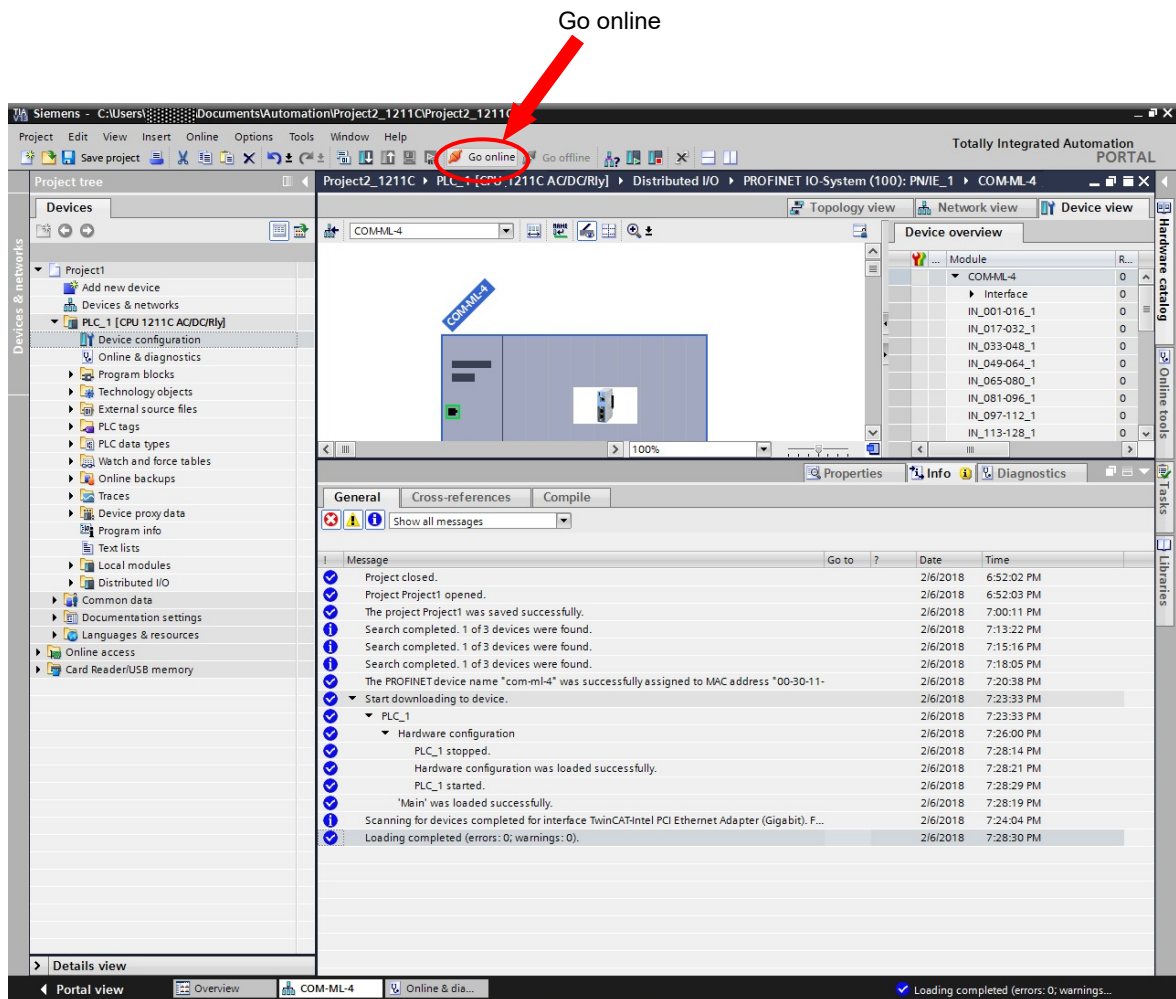 Go online
Siemens - C:\Users\ Documents\Automation\Project2_1211C\Project2_1211C
Project Edit View Insert Online Options Tools Window Help
Totally Integrated Automation
PORTAL
Save project Go online Go offline
Project tree
Project2_1211C PLC_1 [CPU 1211C AC/DC/Rly] Distributed I/O PROFINET IO-System (100): PN/IE_1 COM-ML-4
Devices
Topology view Network view Device view
COM-ML-4
Device overview
... Module R...
COM-ML-4 0
Interface 0
IN_001-016_1 0
IN_017-032_1 0
IN_033-048_1 0
IN_049-064_1 0
IN_065-080_1 0
IN_081-096_1 0
IN_097-112_1 0
IN_113-128_1 0
COM-ML-4
100%
Project1
Add new device
Devices & networks
PLC_1 [CPU 1211C AC/DC/Rly]
Device configuration
Online & diagnostics
Program blocks
Technology objects
External source files
PLC tags
PLC data types
Watch and force tables
Online backups
Traces
Device proxy data
Program info
Text lists
Local modules
Distributed I/O
Common data
Documentation settings
Languages & resources
Online access
Card Reader/USB memory
Devices & networks
Hardware catalog
Online tools
Tasks
Libraries
Properties Info Diagnostics
General Cross-references Compile
Show all messages
! Message Go to ? Date Time
Project closed. 2/6/2018 6:52:02 PM
Project Project1 opened. 2/6/2018 6:52:03 PM
The project Project1 was saved successfully. 2/6/2018 7:00:11 PM
Search completed. 1 of 3 devices were found. 2/6/2018 7:13:22 PM
Search completed. 1 of 3 devices were found. 2/6/2018 7:15:16 PM
Search completed. 1 of 3 devices were found. 2/6/2018 7:18:05 PM
The PROFINET device name "com-ml-4" was successfully assigned to MAC address "00-30-11- 2/6/2018 7:20:38 PM
Start downloading to device. 2/6/2018 7:23:33 PM
PLC_1 2/6/2018 7:23:33 PM
Hardware configuration 2/6/2018 7:26:00 PM
PLC_1 stopped. 2/6/2018 7:28:14 PM
Hardware configuration was loaded successfully. 2/6/2018 7:28:21 PM
PLC_1 started. 2/6/2018 7:28:29 PM
'Main' was loaded successfully. 2/6/2018 7:28:19 PM
Scanning for devices completed for interface TwinCAT-Intel PCI Ethernet Adapter (Gigabit). F... 2/6/2018 7:24:04 PM
Loading completed (errors: 0; warnings: 0). 2/6/2018 7:28:30 PM
Details view
Portal view Overview COM-ML-4 Online & dia... Loading completed (errors: 0; warnings...